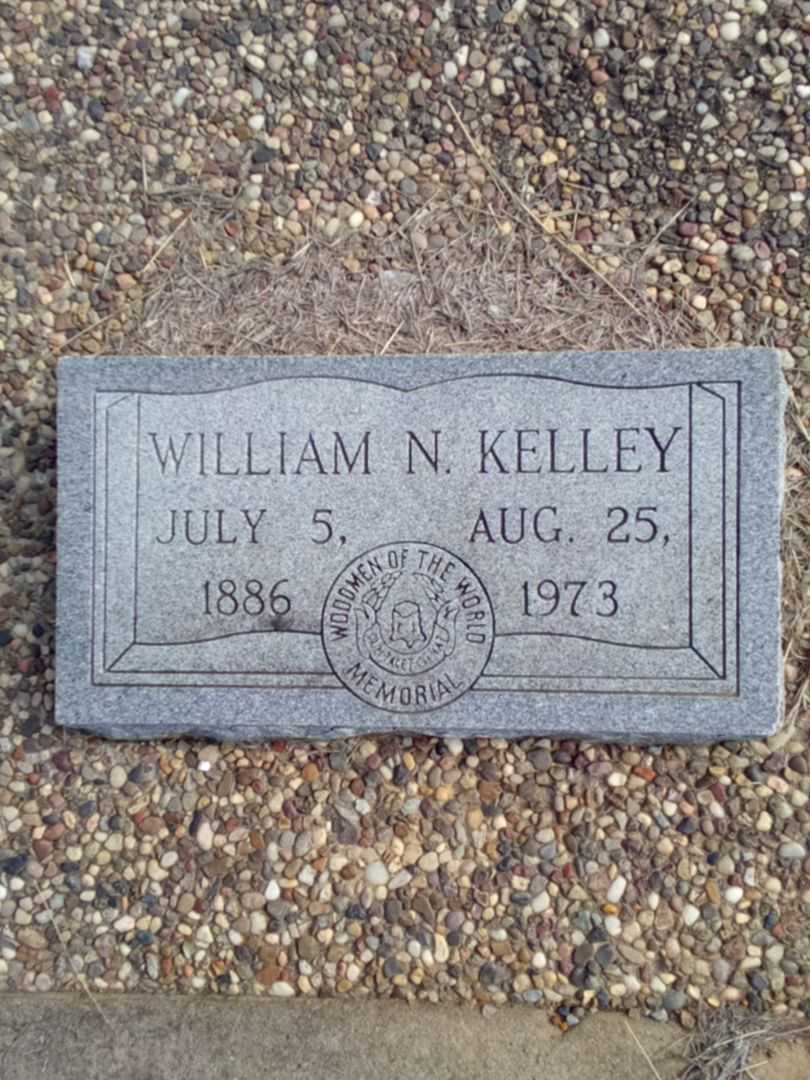 WILLIAM N. KELLEY
JULY 5, AUG. 25,
1886 1973
WOODMEN OF THE WORLD
MEMORIAL